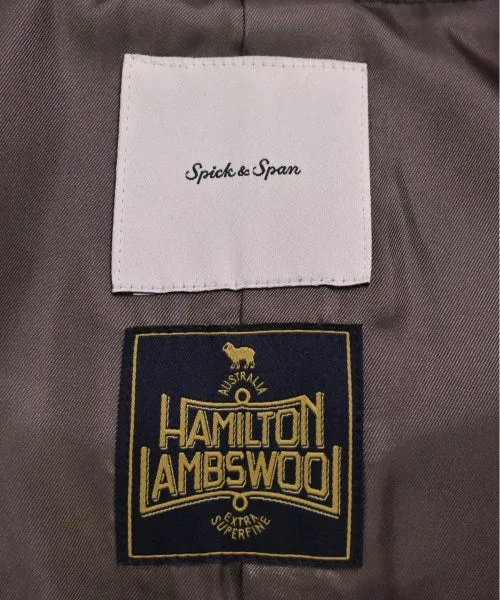 Spick & Span
AUSTRALIA
HAMILTON
LAMBSWOOL
EXTRA
SUPERFINE